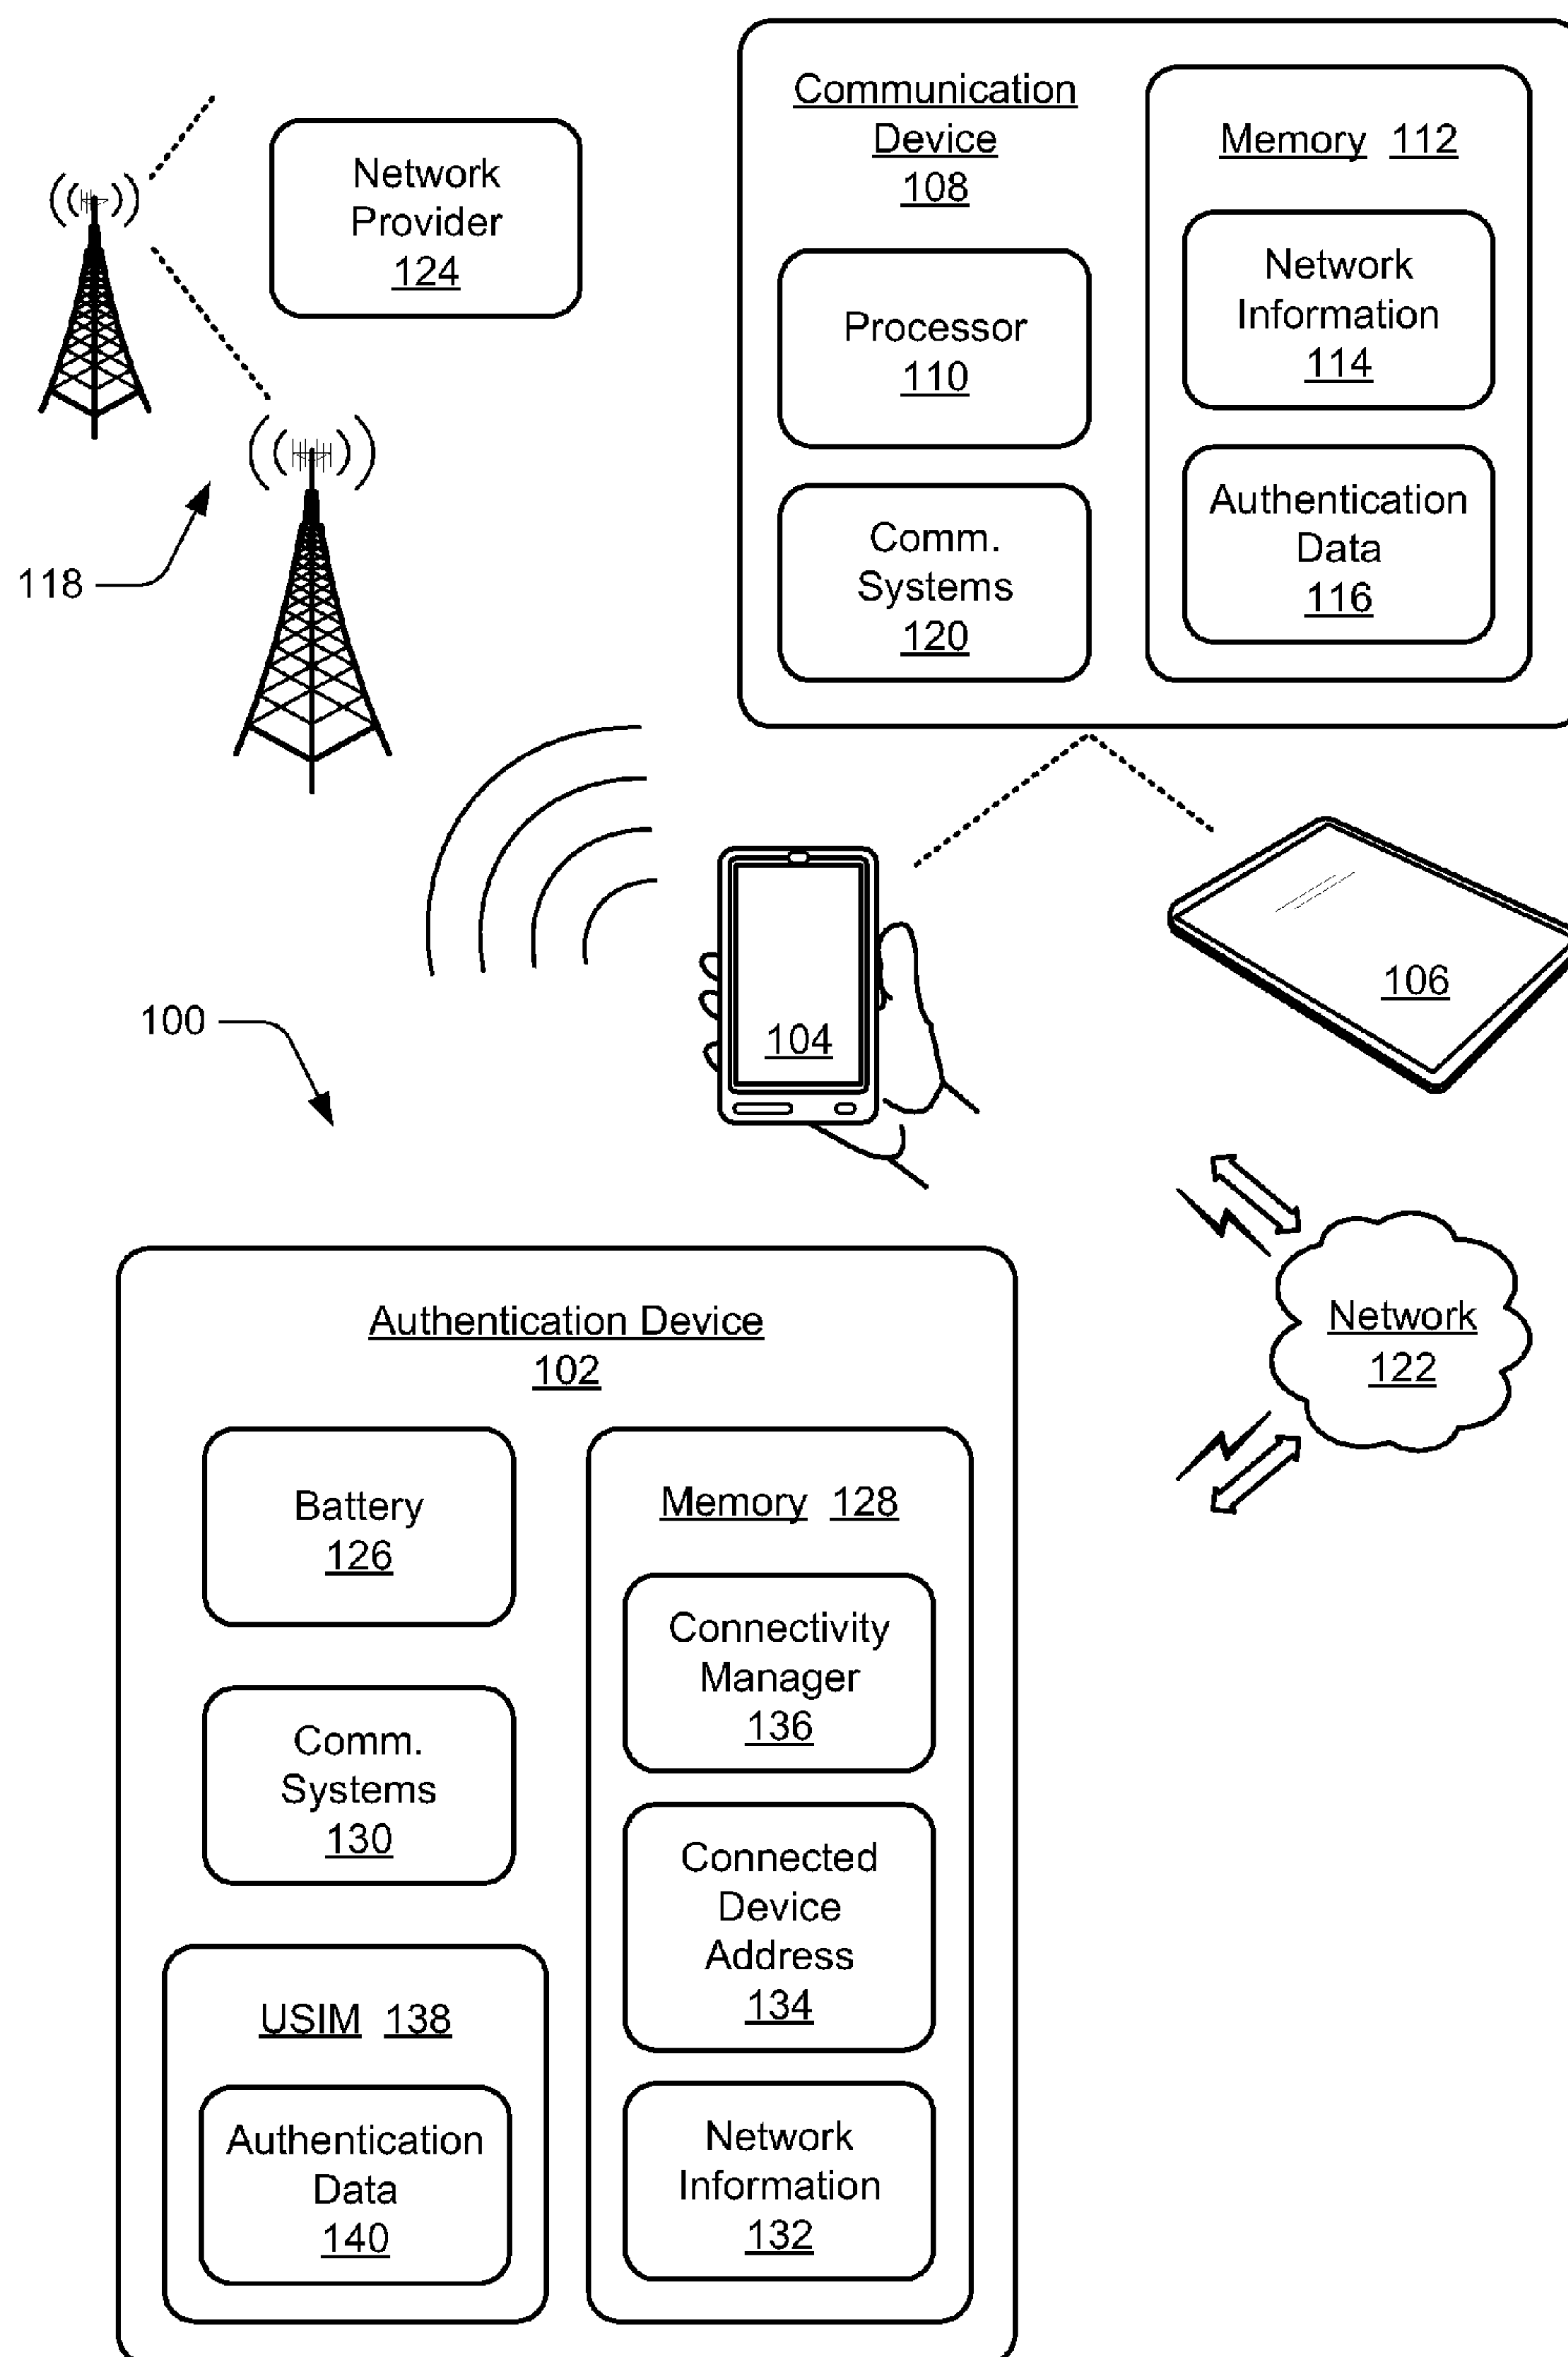 Communication
Device
108
Memory 112
Network
Provider
124
Network
Information
114
Processor
110
Authentication
Data
116
Comm.
Systems
120
118
106
100
104
Network
122
Authentication Device
102
Battery
126
Memory 128
Connectivity
Manager
136
Comm.
Systems
130
Connected
Device
Address
134
USIM 138
Authentication
Data
140
Network
Information
132